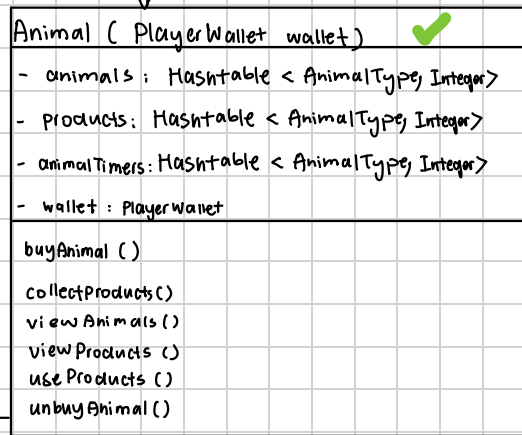 Animal ( PlayerWallet wallet)
- animals : Hashtable < AnimalType, Integer>
- products: Hashtable < AnimalType, Integer>
- animalTimers: Hashtable < AnimalType, Integer>
- wallet : PlayerWallet
buyAnimal ()
collectProducts()
viewAnimals ()
viewProducts ()
useProducts ()
unbuyAnimal()